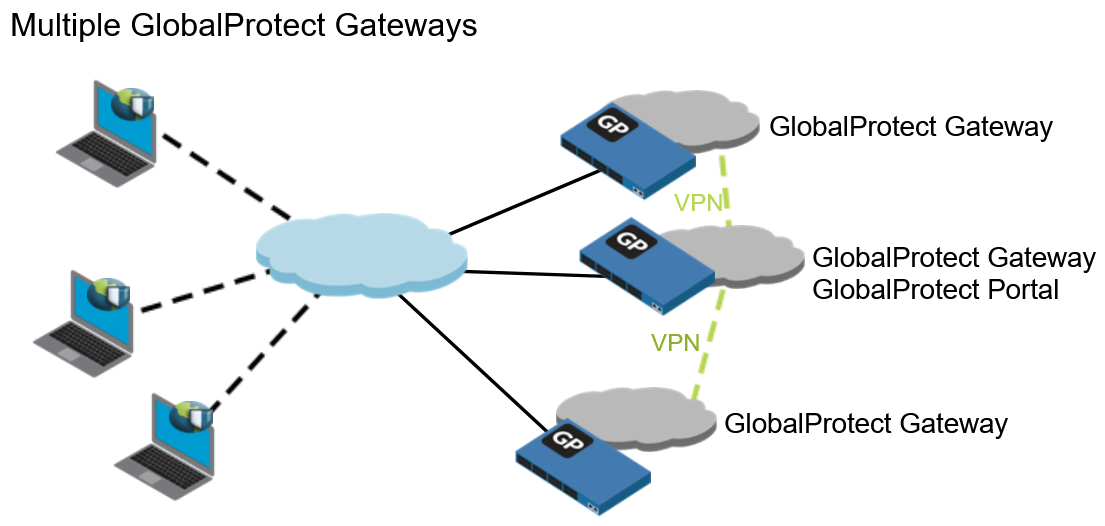 Multiple GlobalProtect Gateways
GP
GlobalProtect Gateway
VPN
GP
GlobalProtect Gateway
GlobalProtect Portal
VPN
GP
GlobalProtect Gateway